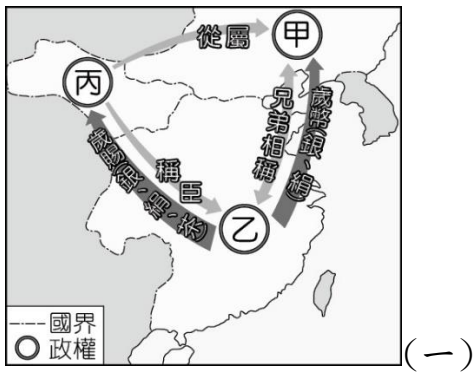 從屬
甲
丙
兄弟相稱
歲幣(銀、絹)
稱臣
歲賜(銀、絹、茶)
乙
國界
政權
(一)